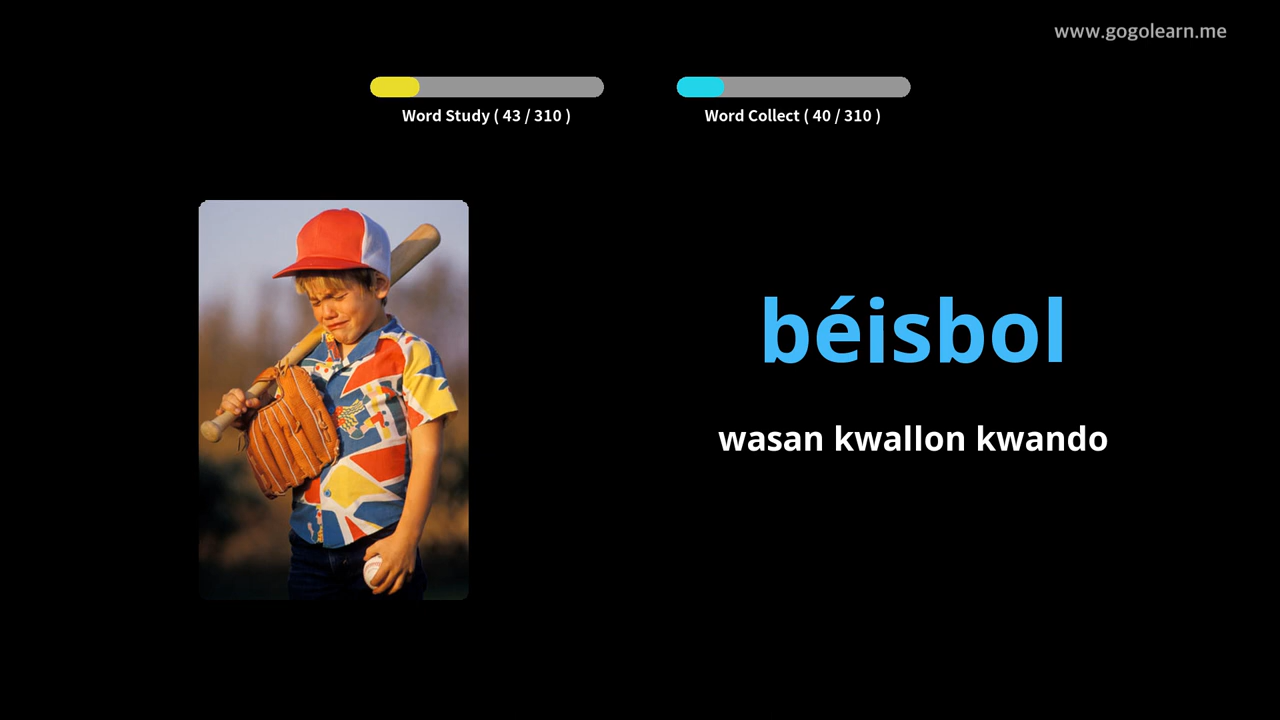 www.gogolearn.me
Word Study ( 43 / 310 )
Word Collect ( 40 / 310 )
béisbol
wasan kwallon kwando